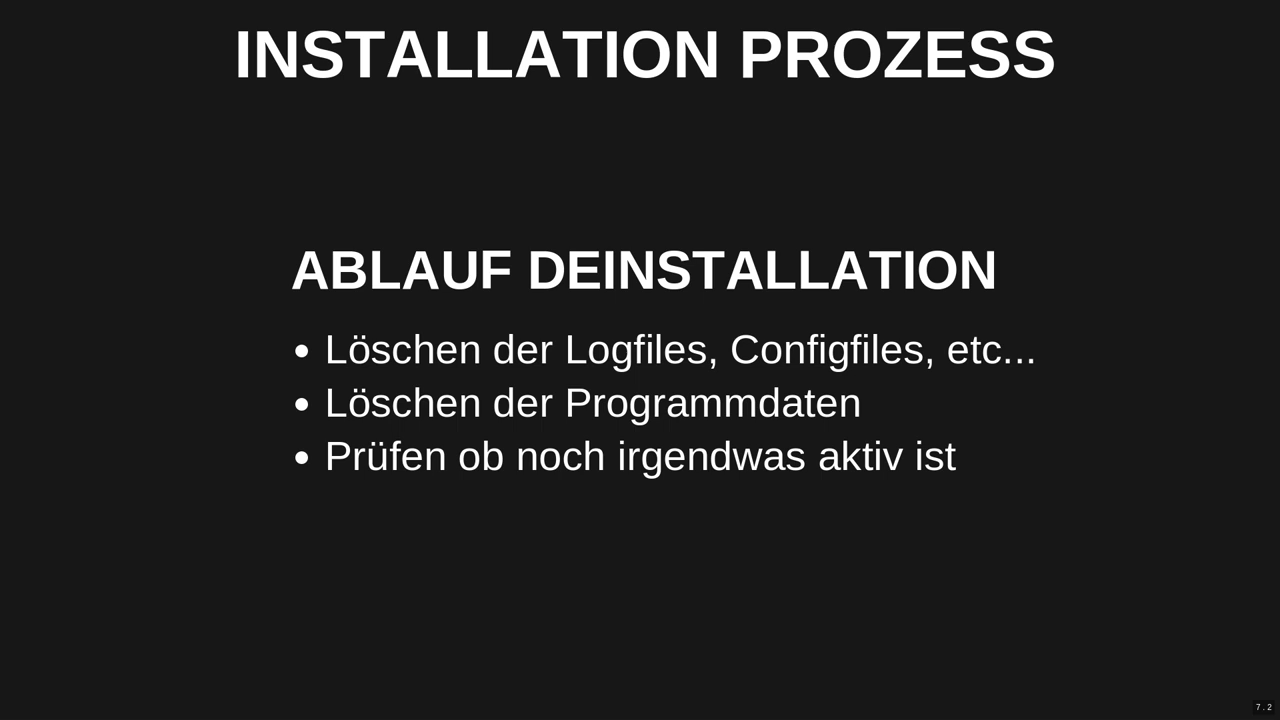 INSTALLATION PROZESS
ABLAUF DEINSTALLATION
• Löschen der Logfiles, Configfiles, etc...
• Löschen der Programmdaten
• Prüfen ob noch irgendwas aktiv ist
7 . 2